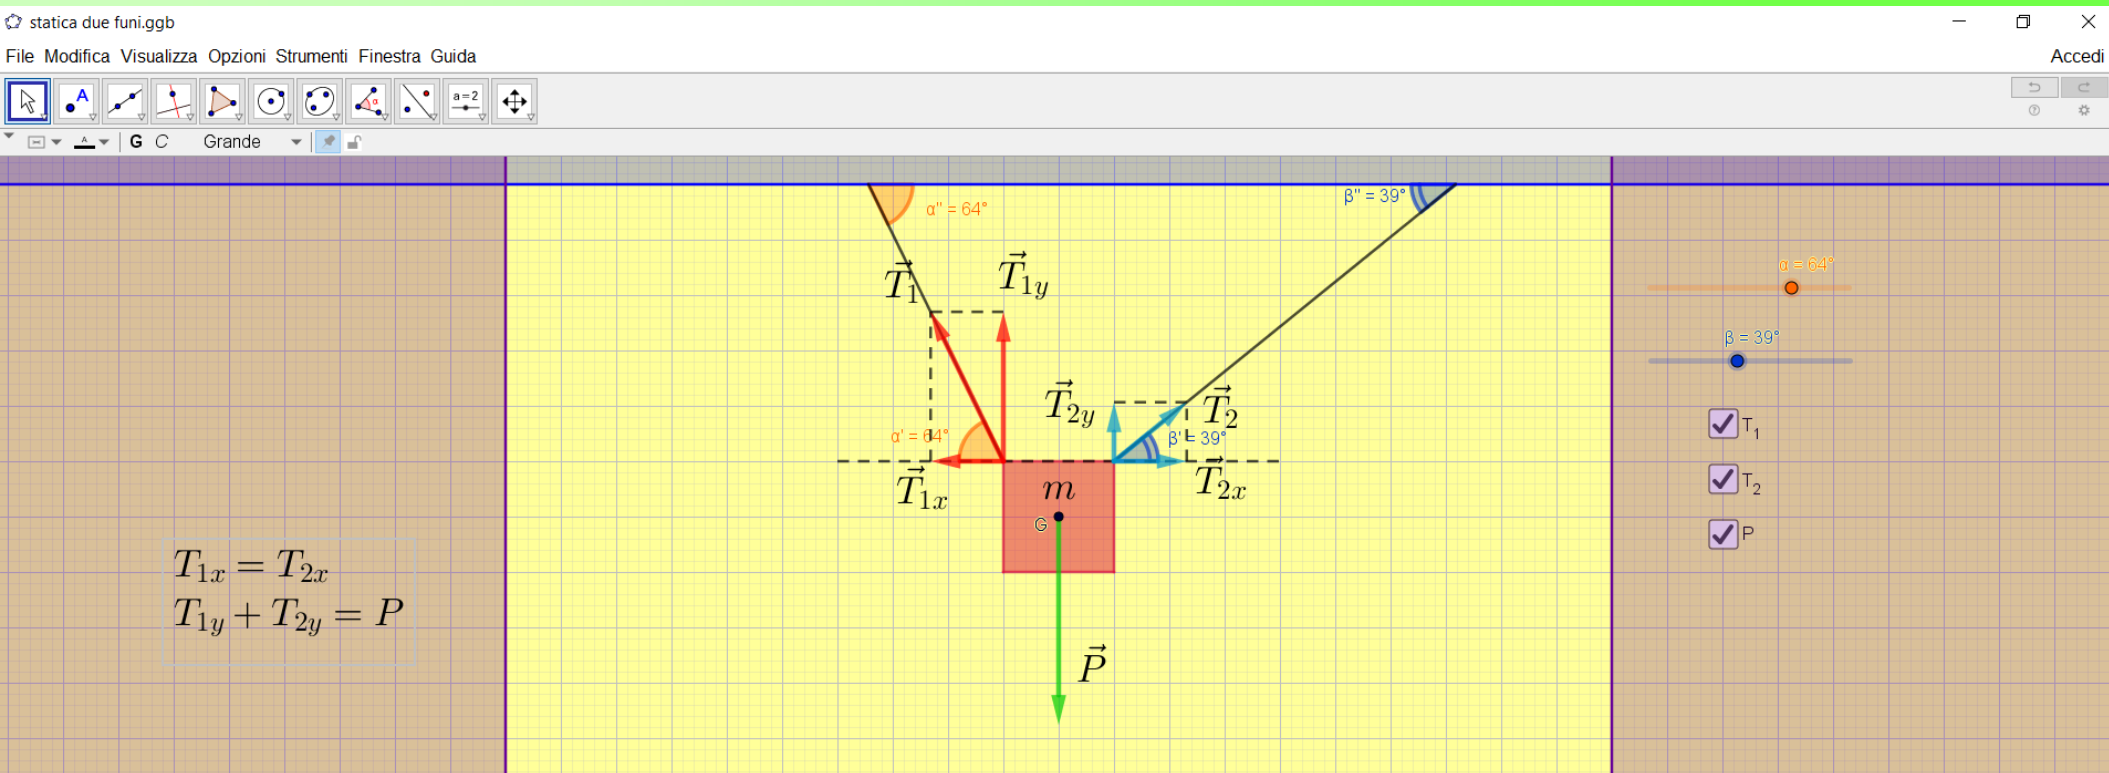 statica due funi.ggb
File Modifica Visualizza Opzioni Strumenti Finestra Guida Accedi
A α a=2
A G C Grande
α'' = 64°
β'' = 39°
T⃗₁
T⃗₁y
α = 64°
β = 39°
T⃗₂y
T⃗₂
α' = 64°
β' = 39°
T₁
T⃗₁x
m
T⃗₂x
T₂
G
P
T₁x = T₂x
T₁y + T₂y = P
P⃗